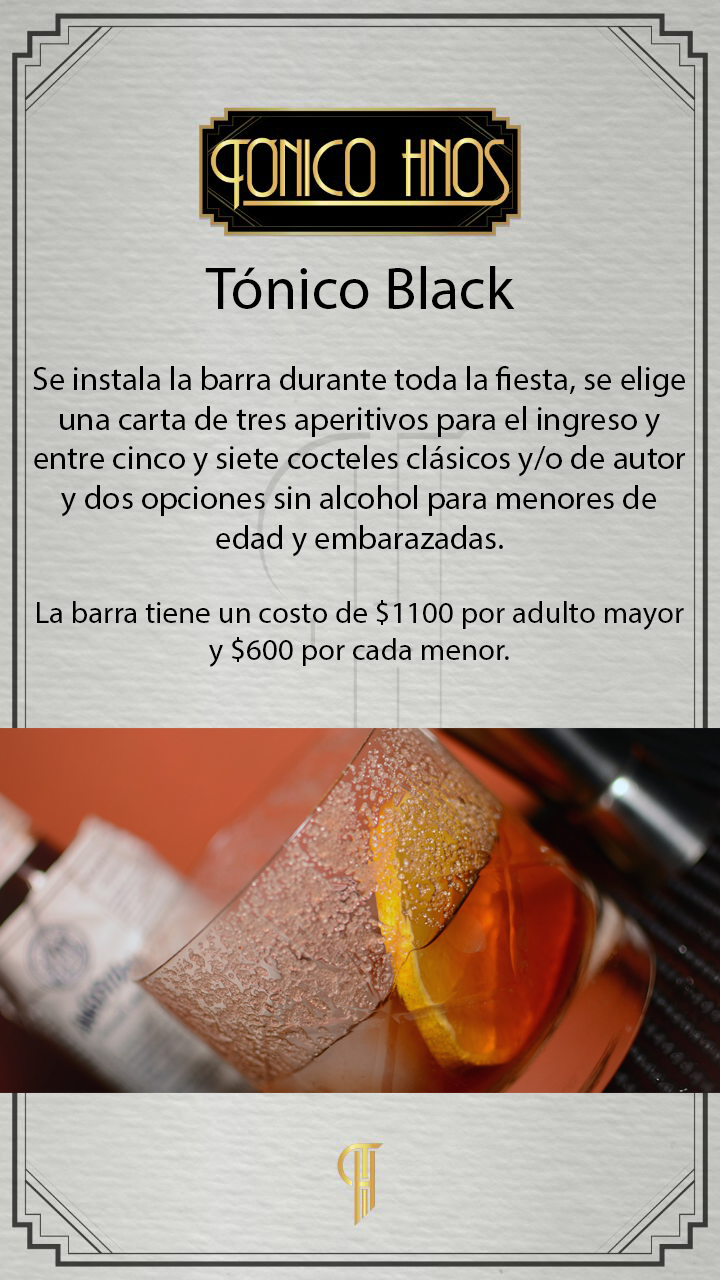 TÓNICO HNOS
Tónico Black
Se instala la barra durante toda la fiesta, se elige
una carta de tres aperitivos para el ingreso y
entre cinco y siete cocteles clásicos y/o de autor
y dos opciones sin alcohol para menores de
edad y embarazadas.
La barra tiene un costo de $1100 por adulto mayor
y $600 por cada menor.